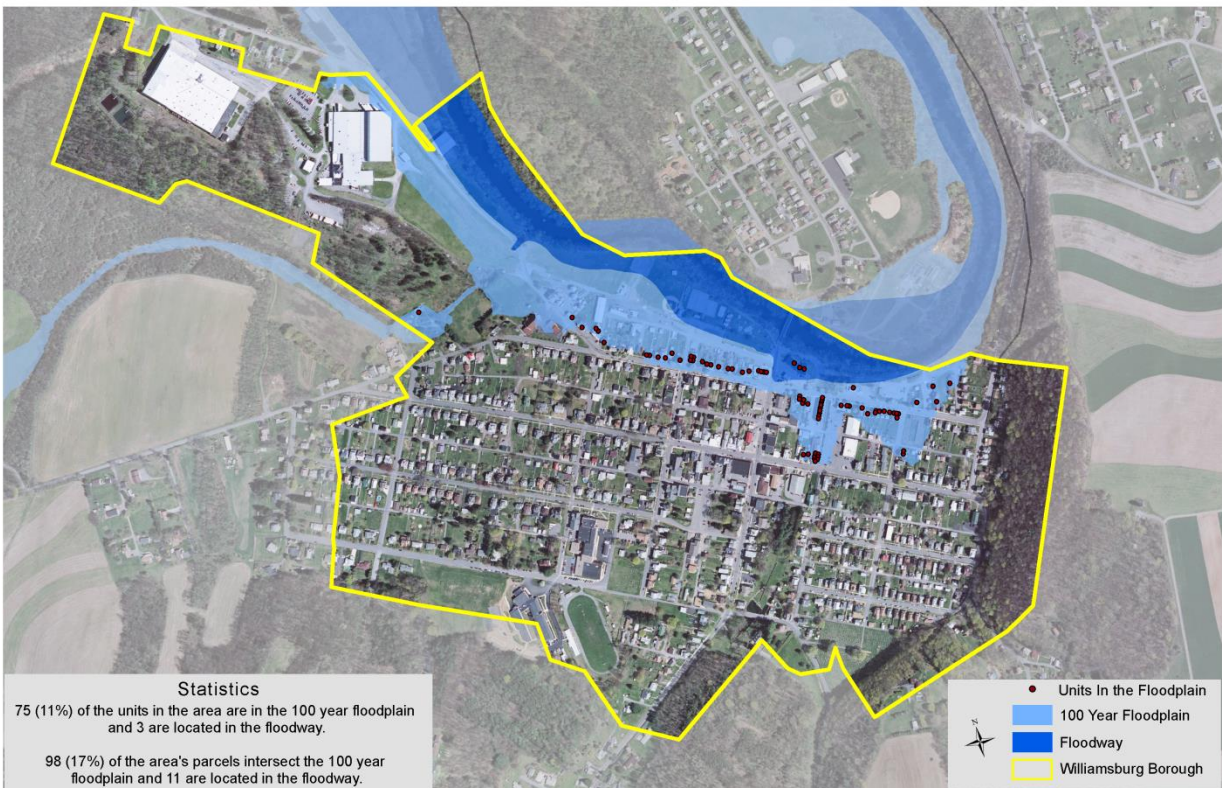 Statistics
75 (11%) of the units in the area are in the 100 year floodplain
and 3 are located in the floodway.
98 (17%) of the area's parcels intersect the 100 year
floodplain and 11 are located in the floodway.
Units In the Floodplain
100 Year Floodplain
Floodway
Williamsburg Borough
N